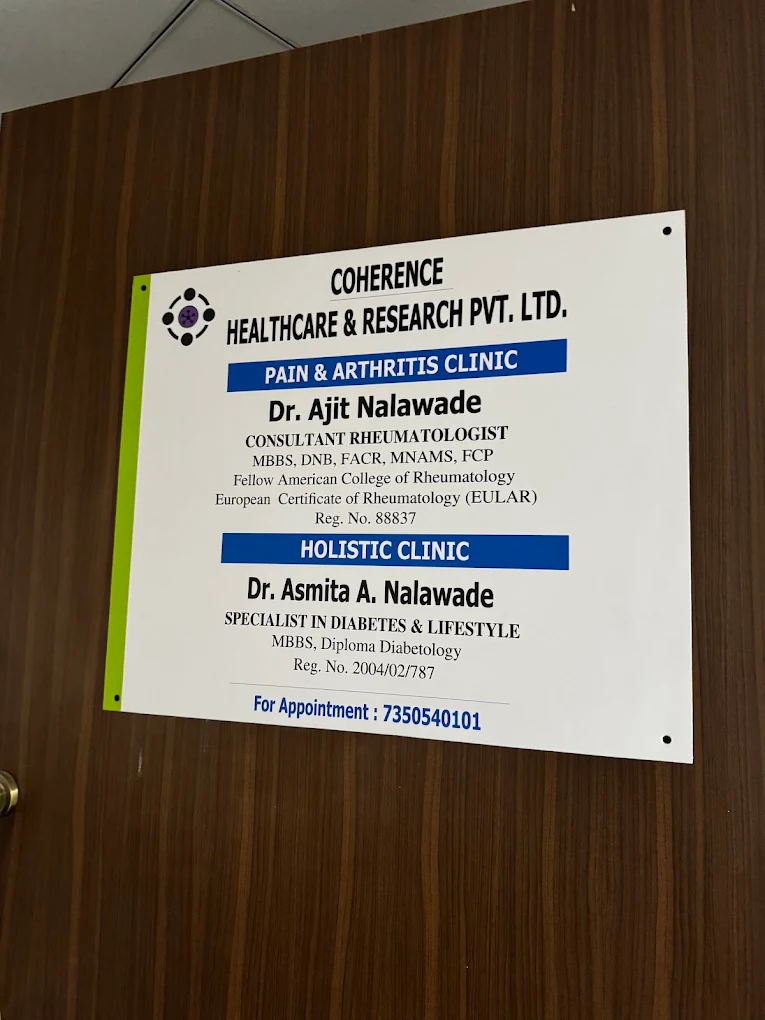 COHERENCE
HEALTHCARE & RESEARCH PVT. LTD.
PAIN & ARTHRITIS CLINIC
Dr. Ajit Nalawade
CONSULTANT RHEUMATOLOGIST
MBBS, DNB, FACR, MNAMS, FCP
Fellow American College of Rheumatology
European Certificate of Rheumatology (EULAR)
Reg. No. 88837
HOLISTIC CLINIC
Dr. Asmita A. Nalawade
SPECIALIST IN DIABETES & LIFESTYLE
MBBS, Diploma Diabetology
Reg. No. 2004/02/787
For Appointment : 7350540101